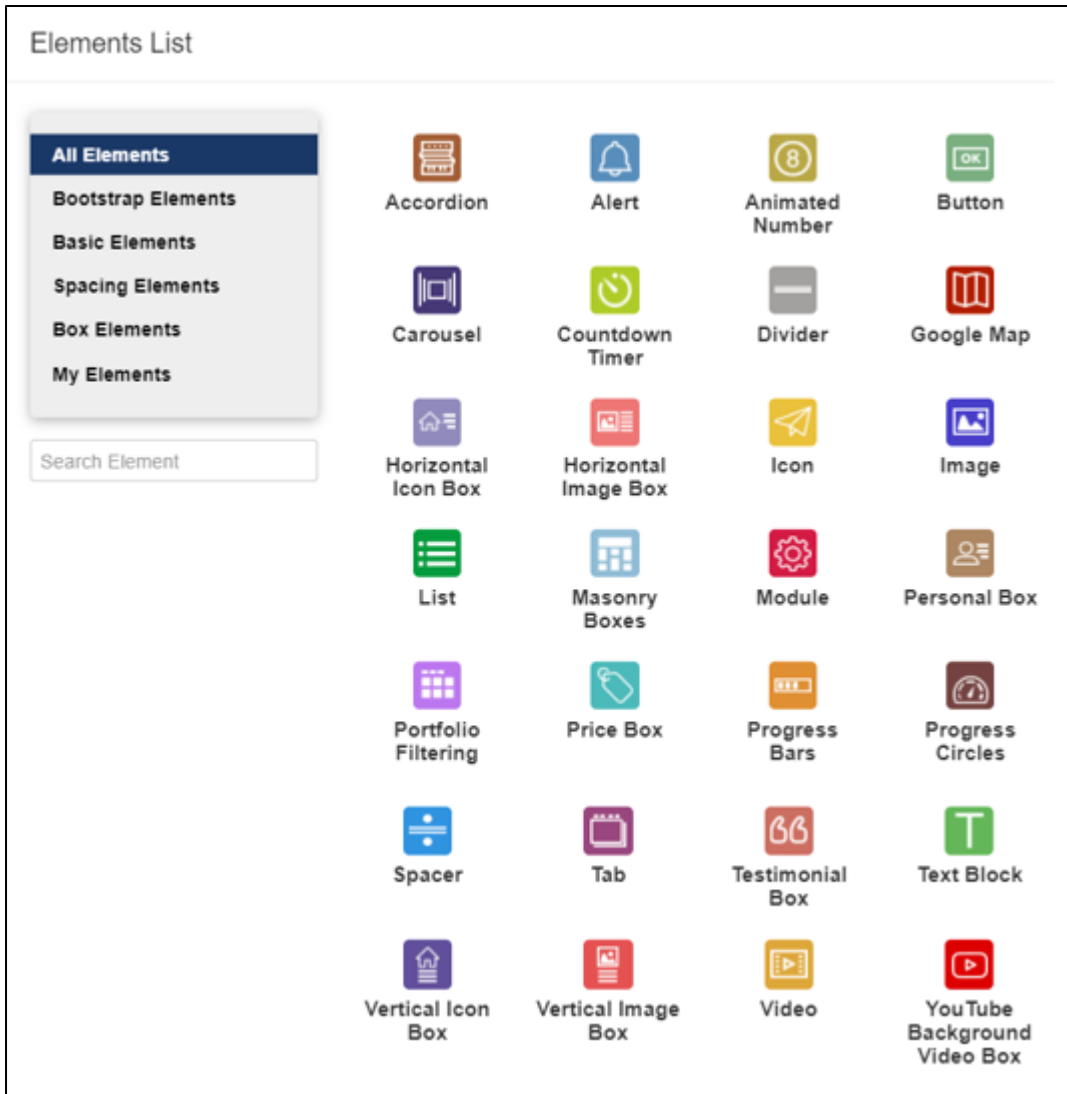 Elements List
All Elements
Bootstrap Elements
Basic Elements
Spacing Elements
Box Elements
My Elements
Search Element
Accordion
Alert
8
Animated
Number
OK
Button
Carousel
Countdown
Timer
Divider
Google Map
Horizontal
Icon Box
Horizontal
Image Box
Icon
Image
List
Masonry
Boxes
Module
Personal Box
Portfolio
Filtering
Price Box
Progress
Bars
Progress
Circles
Spacer
Tab
Testimonial
Box
T
Text Block
Vertical Icon
Box
Vertical Image
Box
Video
YouTube
Background
Video Box